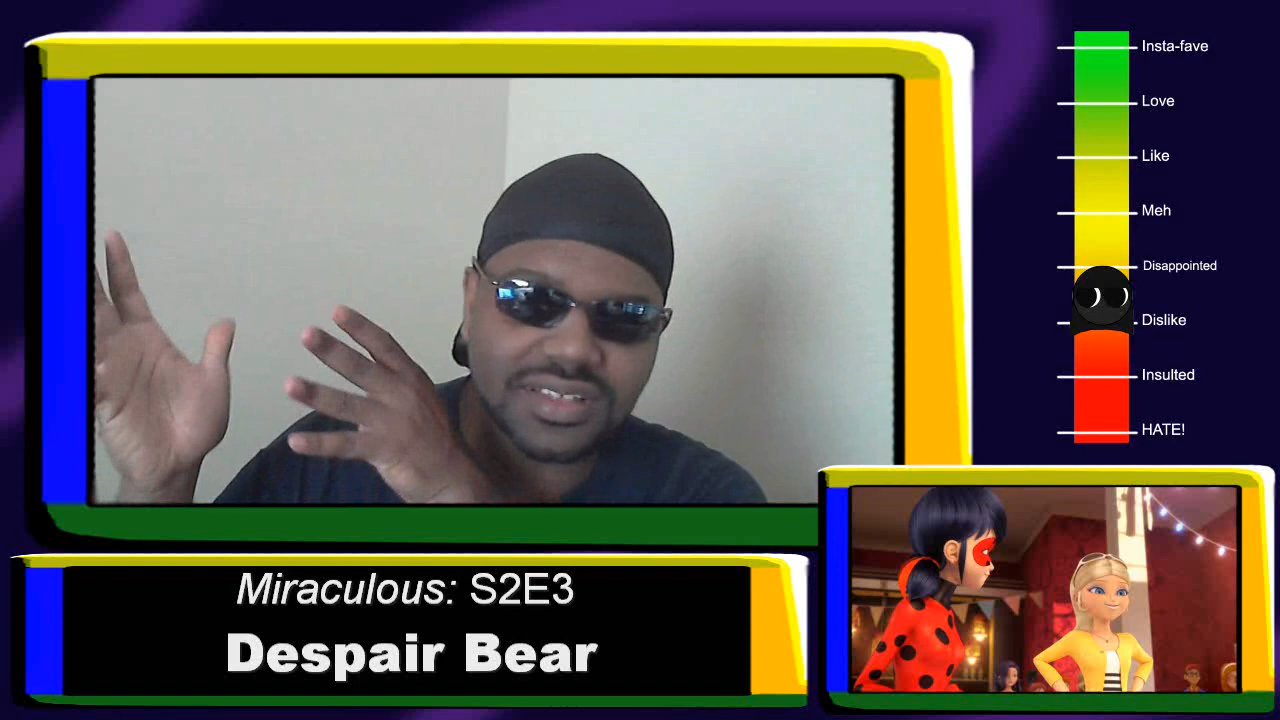 Insta-fave
Love
Like
Meh
Disappointed
Dislike
Insulted
HATE!
Miraculous: S2E3
Despair Bear